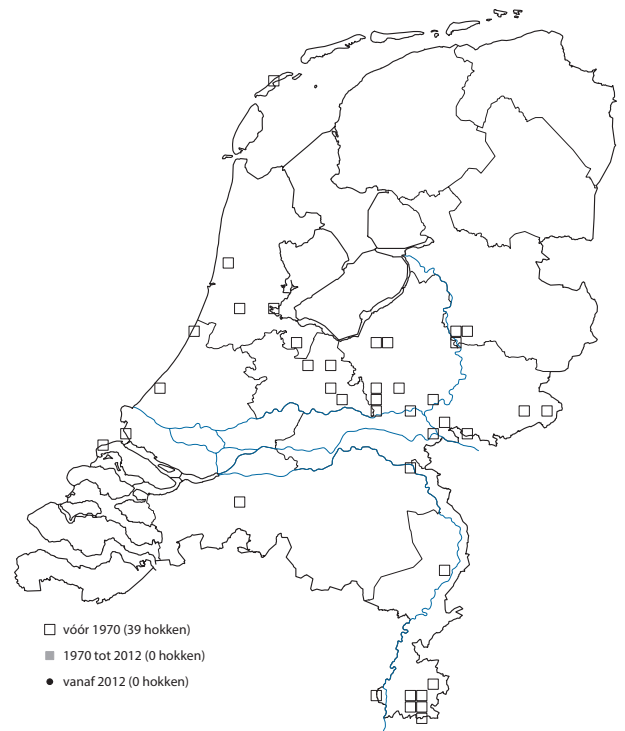 vóór 1970 (39 hokken)
1970 tot 2012 (0 hokken)
vanaf 2012 (0 hokken)